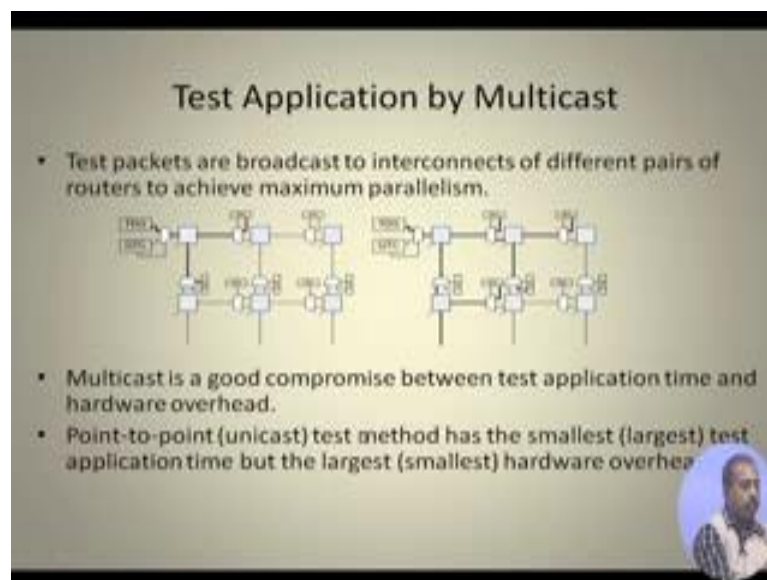 Test Application by Multicast
• Test packets are broadcast to interconnects of different pairs of
routers to achieve maximum parallelism.
• Multicast is a good compromise between test application time and
hardware overhead.
• Point-to-point (unicast) test method has the smallest (largest) test
application time but the largest (smallest) hardware